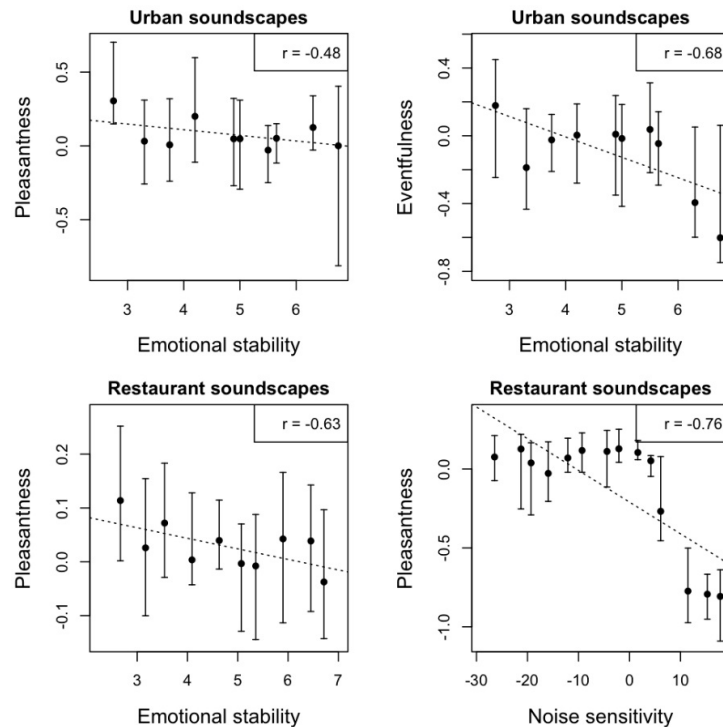 Urban soundscapes
r = -0.48
Pleasantness
0.5
0.0
-0.5
3 4 5 6
Emotional stability
Urban soundscapes
r = -0.68
Eventfulness
0.4
0.0
-0.4
-0.8
3 4 5 6
Emotional stability
Restaurant soundscapes
r = -0.63
Pleasantness
0.2
0.1
0.0
-0.1
3 4 5 6 7
Emotional stability
Restaurant soundscapes
r = -0.76
Pleasantness
0.0
-0.5
-1.0
-30 -20 -10 0 10
Noise sensitivity